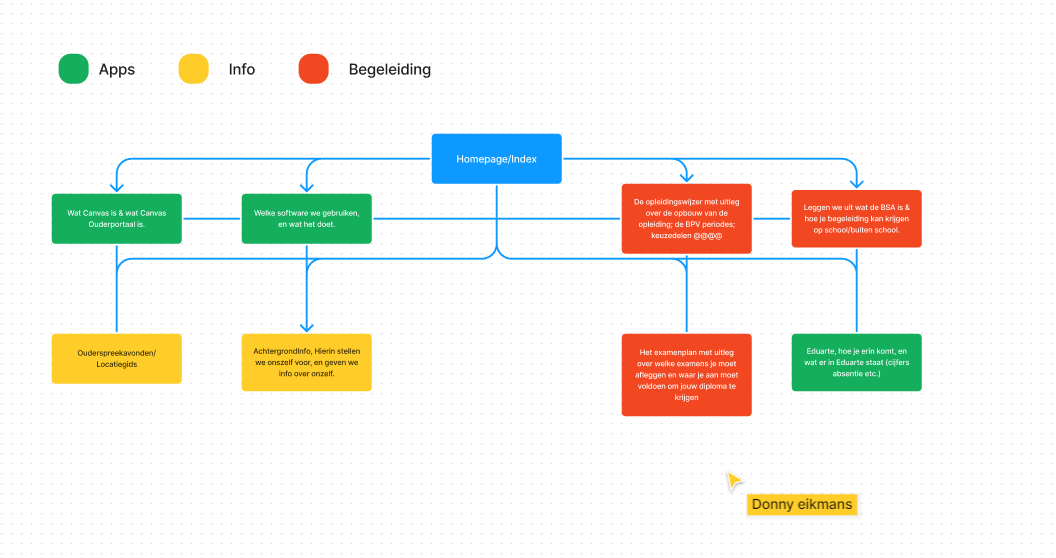 Apps
Info
Begeleiding
Homepage/Index
Wat Canvas is & wat Canvas
Ouderportaal is.
Welke software we gebruiken,
en wat het doet.
De opleidingswijzer met uitleg
over de opbouw van de
opleiding; de BPV periodes;
keuzedelen @@@@
Leggen we uit wat de BSA is &
hoe je begeleiding kan krijgen
op school/buiten school.
Ouderspreekavonden/
Locatiegids
AchtergrondInfo, Hierin stellen
we onszelf voor, en geven we
info over onzelf.
Het examenplan met uitleg
over welke examens je moet
afleggen en waar je aan moet
voldoen om jouw diploma te
krijgen
Eduarte, hoe je erin komt, en
wat er in Eduarte staat (cijfers
absentie etc.)
Donny eikmans